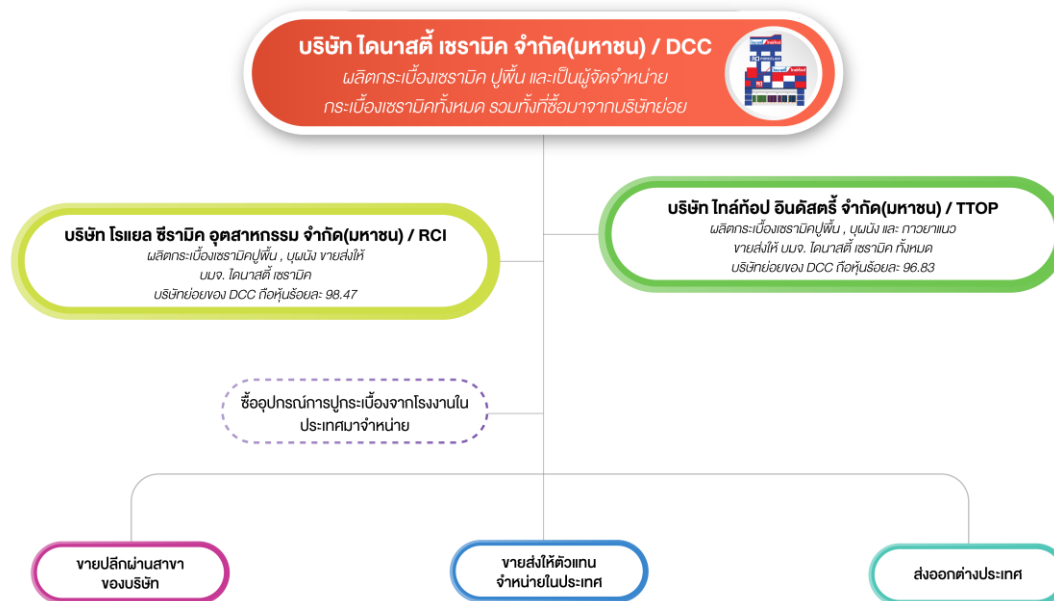 บริษัท ไดนาสตี้ เซรามิค จำกัด(มหาชน) / DCC
ผลิตกระเบื้องเซรามิค ปูพื้น และเป็นผู้จัดจำหน่าย
กระเบื้องเซรามิคทั้งหมด รวมทั้งที่ซื้อมาจากบริษัทย่อย
บริษัท ไทล์ท้อป อินดัสตรี้ จำกัด(มหาชน) / TTOP
ผลิตกระเบื้องเซรามิคปูพื้น , บุผนัง และ กาวยาแนว
ขายส่งให้ บมจ. ไดนาสตี้ เซรามิค ทั้งหมด
บริษัทย่อยของ DCC ถือหุ้นร้อยละ 96.83
บริษัท โรแยล ซีรามิค อุตสาหกรรม จำกัด(มหาชน) / RCI
ผลิตกระเบื้องเซรามิคปูพื้น , บุผนัง ขายส่งให้
บมจ. ไดนาสตี้ เซรามิค
บริษัทย่อยของ DCC ถือหุ้นร้อยละ 98.47
ซื้ออุปกรณ์การปูกระเบื้องจากโรงงานใน
ประเทศมาจำหน่าย
ขายปลีกผ่านสาขา
ของบริษัท
ขายส่งให้ตัวแทน
จำหน่ายในประเทศ
ส่งออกต่างประเทศ